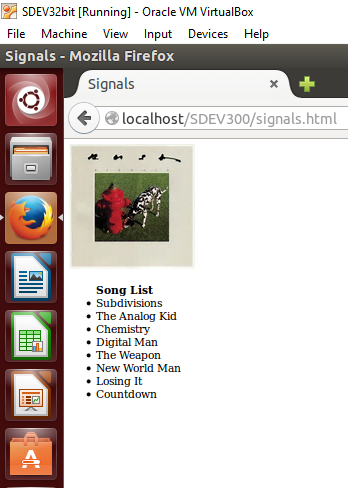 SDEV32bit [Running] - Oracle VM VirtualBox
File Machine View Input Devices Help
Signals - Mozilla Firefox
Signals
localhost/SDEV300/signals.html
Song List
Subdivisions
The Analog Kid
Chemistry
Digital Man
The Weapon
New World Man
Losing It
Countdown